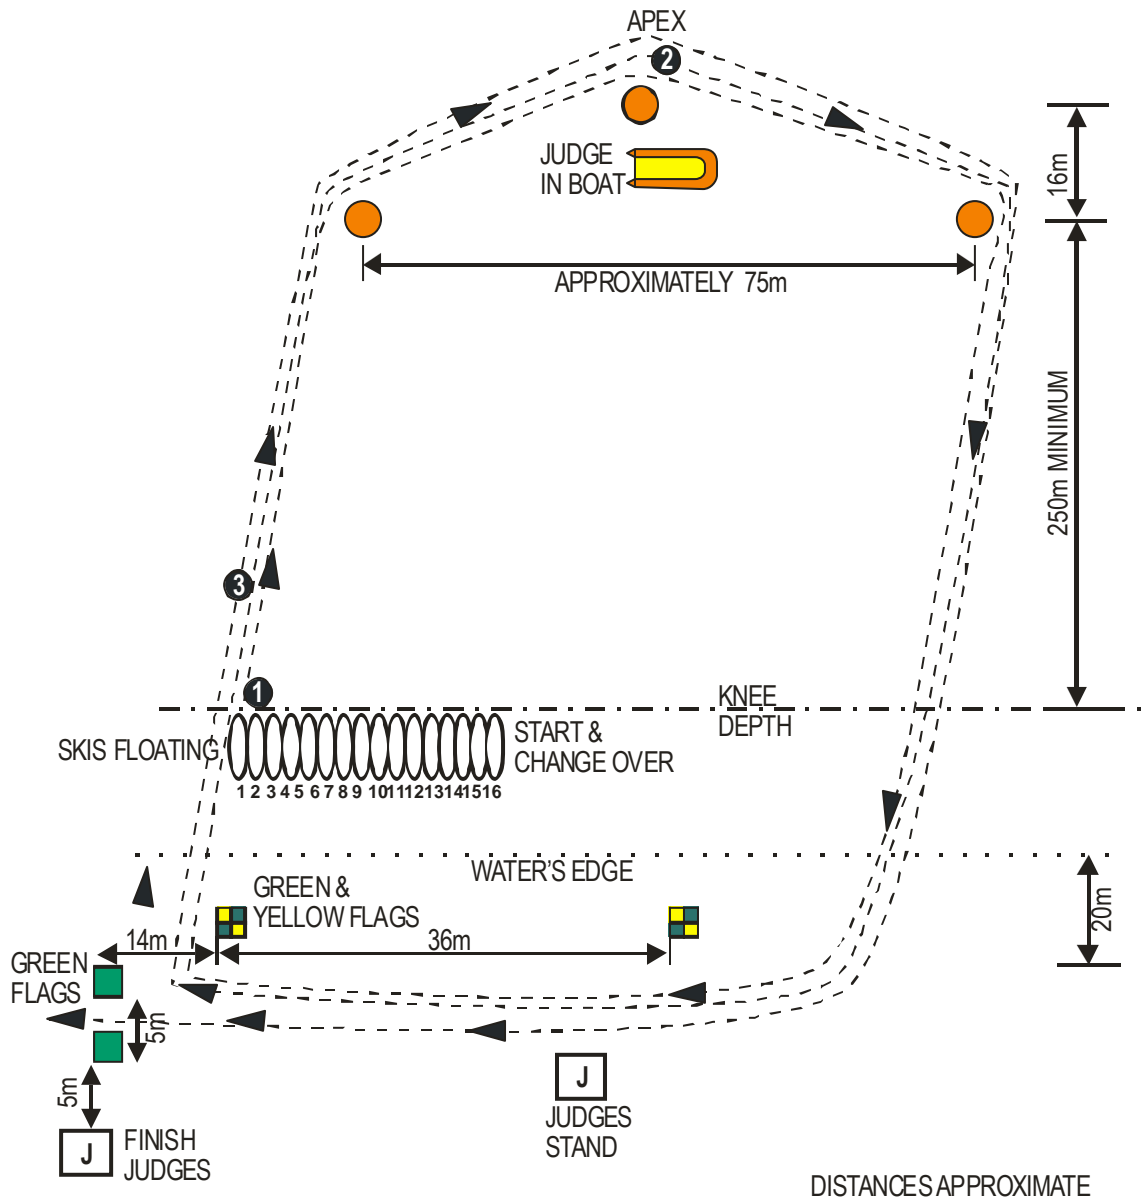 APEX
2
JUDGE
IN BOAT
16m
APPROXIMATELY 75m
250m MINIMUM
3
1
KNEE
DEPTH
SKIS FLOATING
START &
CHANGE OVER
1 2 3 4 5 6 7 8 9 10 11 12 13 14 15 16
WATER'S EDGE
GREEN &
YELLOW FLAGS
20m
14m
36m
GREEN
FLAGS
5m
5m
J
JUDGES
STAND
J
FINISH
JUDGES
DISTANCES APPROXIMATE